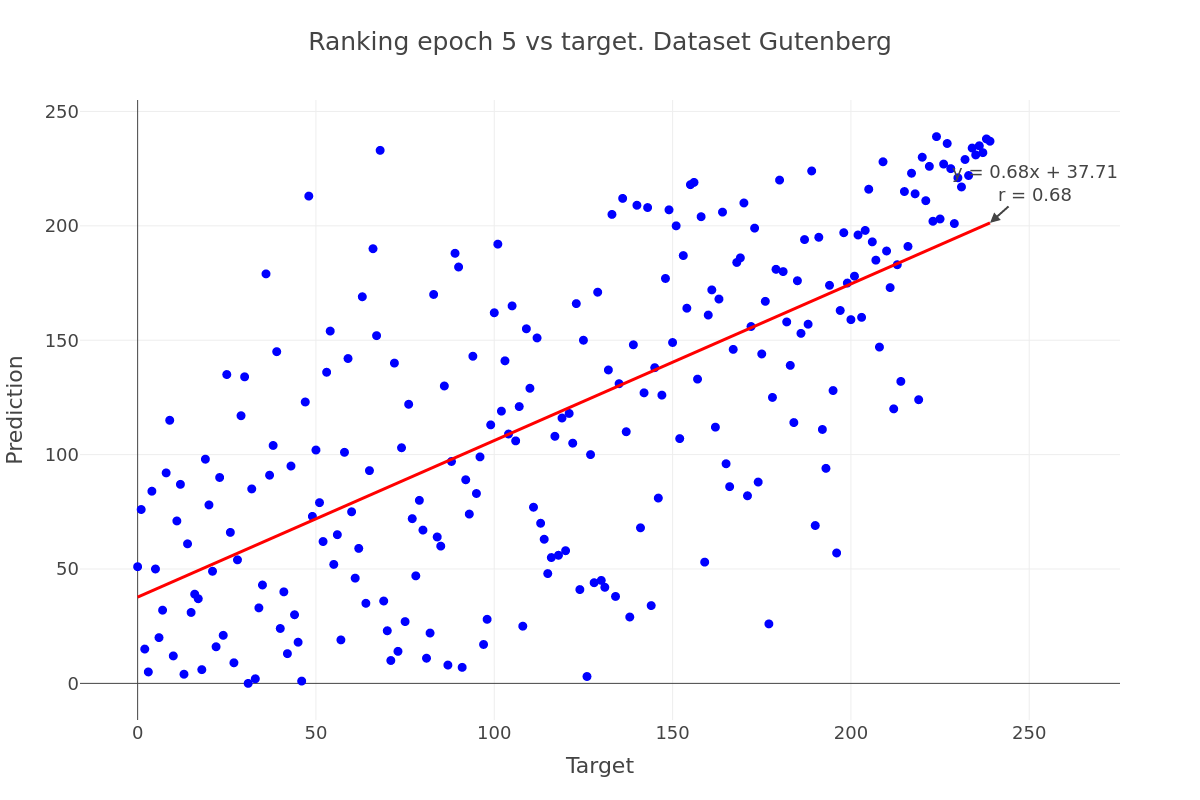 Ranking epoch 5 vs target. Dataset Gutenberg
250
200
150
100
50
0
Prediction
y = 0.68x + 37.71
r = 0.68
0 50 100 150 200 250
Target